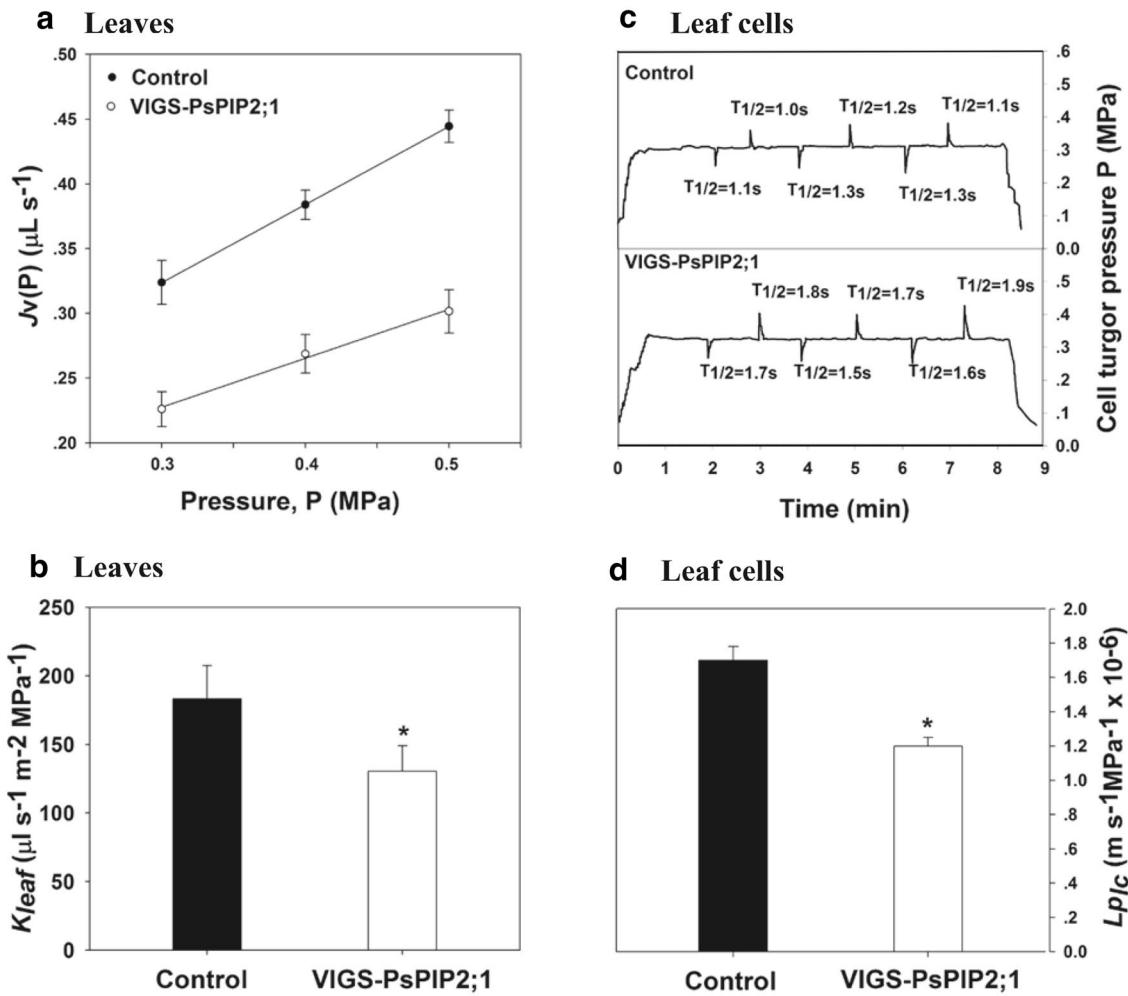 a Leaves
.50
.45
.40
.35
.30
.25
.20
Jv(P) (μL s-1)
Control
VIGS-PsPIP2;1
0.3 0.4 0.5
Pressure, P (MPa)
c Leaf cells
Control
T1/2=1.0s T1/2=1.2s T1/2=1.1s
T1/2=1.1s T1/2=1.3s T1/2=1.3s
.6
.5
.4
.3
.2
.1
0.0
VIGS-PsPIP2;1
T1/2=1.8s T1/2=1.7s T1/2=1.9s
T1/2=1.7s T1/2=1.5s T1/2=1.6s
.5
.4
.3
.2
.1
0.0
Cell turgor pressure P (MPa)
0 1 2 3 4 5 6 7 8 9
Time (min)
b Leaves
250
200
150
100
50
0
Kleaf (μl s-1 m-2 MPa-1)
*
Control VIGS-PsPIP2;1
d Leaf cells
2.0
1.8
1.6
1.4
1.2
1.0
.8
.6
.4
.2
0.0
Lplc (m s-1MPa-1 x 10-6)
*
Control VIGS-PsPIP2;1